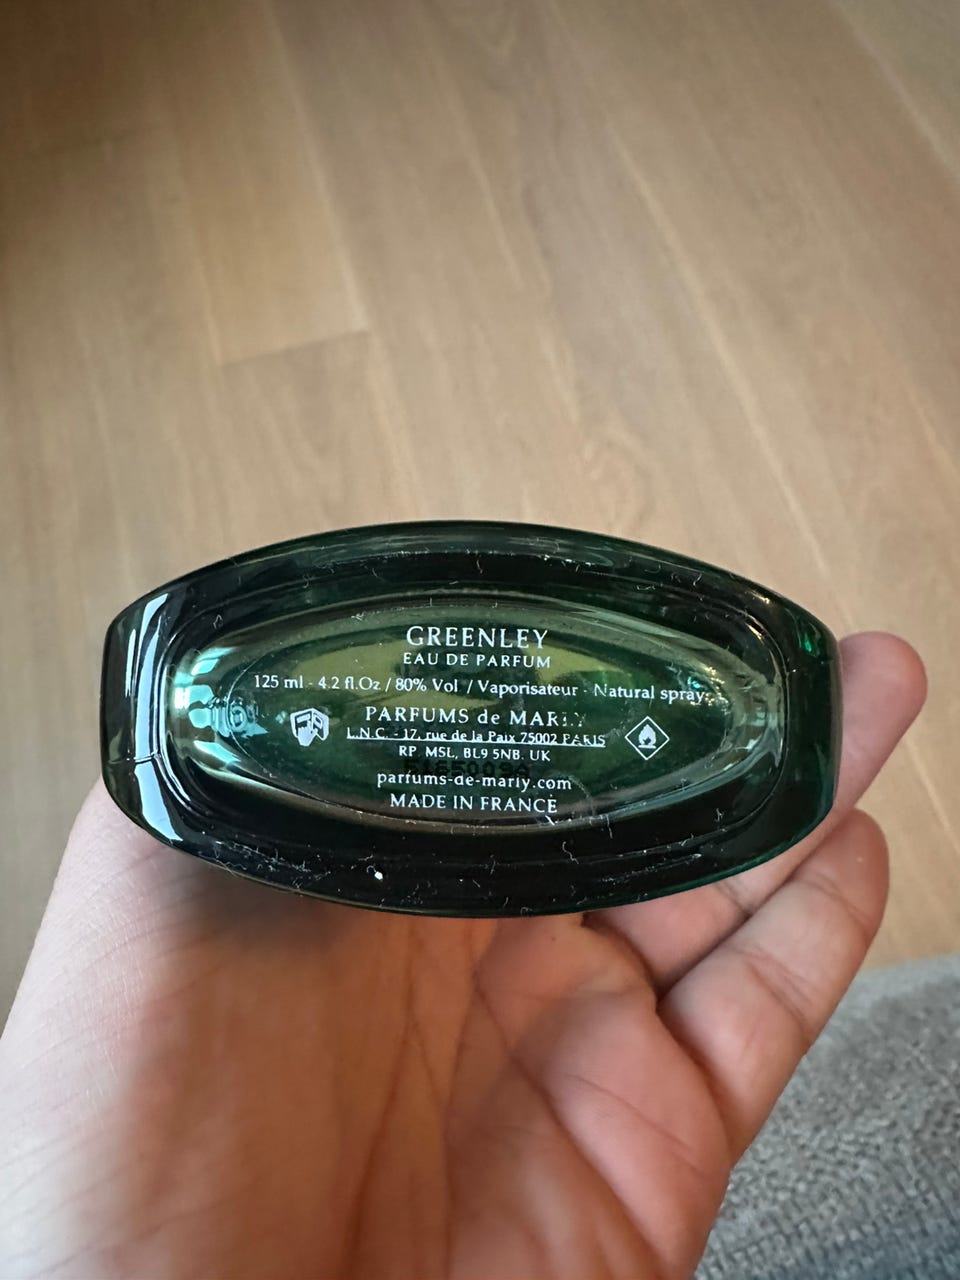 GREENLEY
EAU DE PARFUM
125 ml - 4.2 fl.Oz / 80% Vol / Vaporisateur - Natural spray
PARFUMS de MARLY
L.N.C. - 17, rue de la Paix 75002 PARIS
RP. MSL, BL9 5NB. UK
parfums-de-marly.com
MADE IN FRANCE